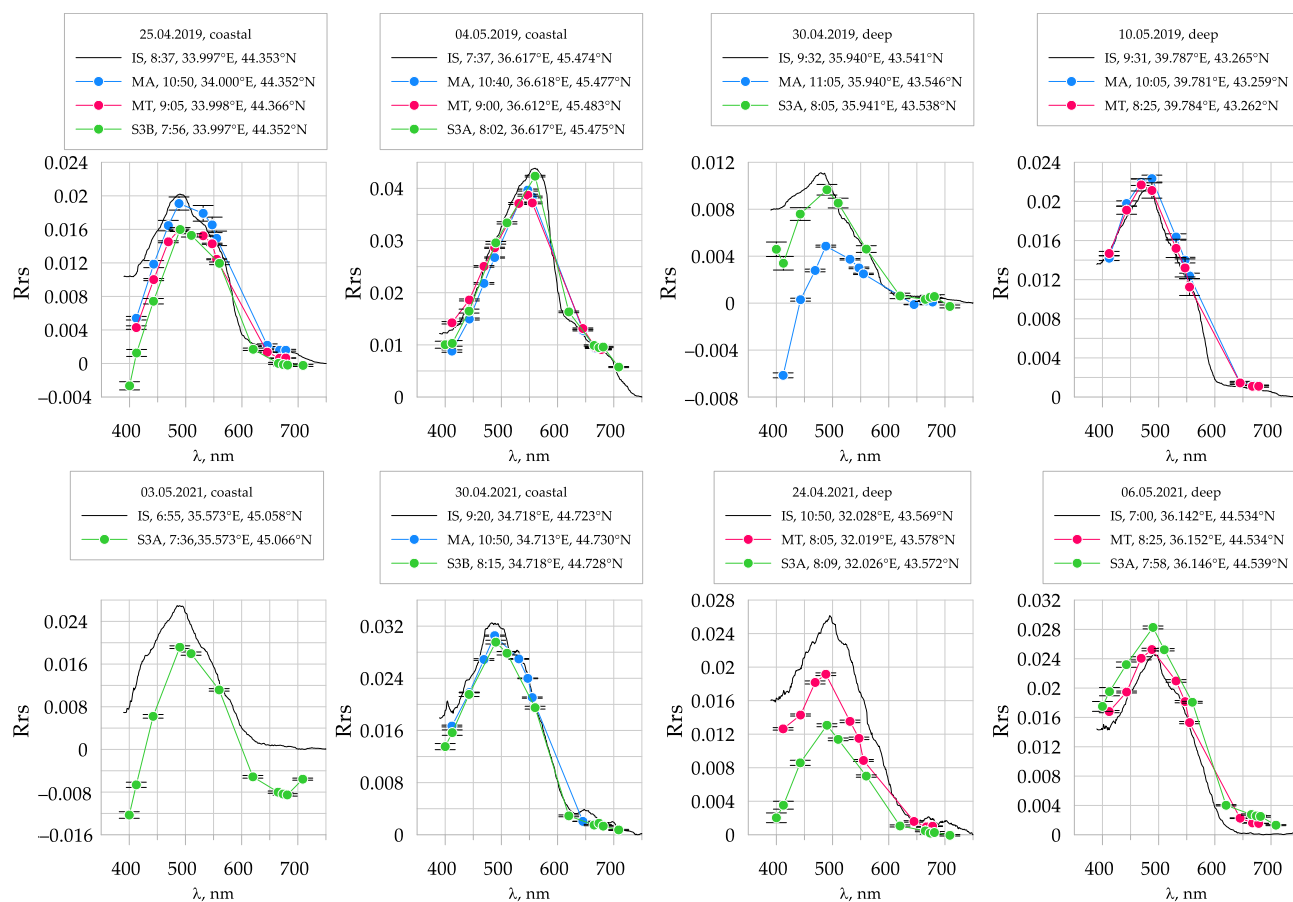 25.04.2019, coastal
IS, 8:37, 33.997°E, 44.353°N
MA, 10:50, 34.000°E, 44.352°N
MT, 9:05, 33.998°E, 44.366°N
S3B, 7:56, 33.997°E, 44.352°N
04.05.2019, coastal
IS, 7:37, 36.617°E, 45.474°N
MA, 10:40, 36.618°E, 45.477°N
MT, 9:00, 36.612°E, 45.483°N
S3A, 8:02, 36.617°E, 45.475°N
30.04.2019, deep
IS, 9:32, 35.940°E, 43.541°N
MA, 11:05, 35.940°E, 43.546°N
S3A, 8:05, 35.941°E, 43.538°N
10.05.2019, deep
IS, 9:31, 39.787°E, 43.265°N
MA, 10:05, 39.781°E, 43.259°N
MT, 8:25, 39.784°E, 43.262°N
Rrs
0.024
0.02
0.016
0.012
0.008
0.004
0
–0.004
400 500 600 700
λ, nm
Rrs
0.04
0.03
0.02
0.01
0
400 500 600 700
λ, nm
Rrs
0.012
0.008
0.004
0
–0.004
–0.008
400 500 600 700
λ, nm
Rrs
0.024
0.02
0.016
0.012
0.008
0.004
0
400 500 600 700
λ, nm
03.05.2021, coastal
IS, 6:55, 35.573°E, 45.058°N
S3A, 7:36,35.573°E, 45.066°N
30.04.2021, coastal
IS, 9:20, 34.718°E, 44.723°N
MA, 10:50, 34.713°E, 44.730°N
S3B, 8:15, 34.718°E, 44.728°N
24.04.2021, deep
IS, 10:50, 32.028°E, 43.569°N
MT, 8:05, 32.019°E, 43.578°N
S3A, 8:09, 32.026°E, 43.572°N
06.05.2021, deep
IS, 7:00, 36.142°E, 44.534°N
MT, 8:25, 36.152°E, 44.534°N
S3A, 7:58, 36.146°E, 44.539°N
Rrs
0.024
0.016
0.008
0
–0.008
–0.016
400 500 600 700
λ, nm
Rrs
0.032
0.024
0.016
0.008
0
400 500 600 700
λ, nm
Rrs
0.028
0.024
0.02
0.016
0.012
0.008
0.004
0
400 500 600 700
λ, nm
Rrs
0.032
0.028
0.024
0.02
0.016
0.012
0.008
0.004
0
400 500 600 700
λ, nm